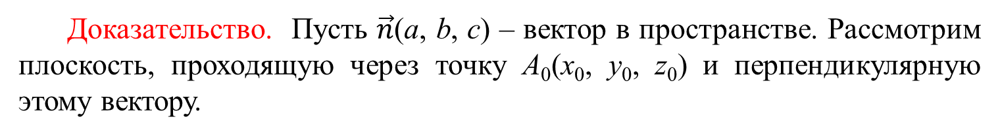 Доказательство. Пусть n⃗(a, b, c) – вектор в пространстве. Рассмотрим
плоскость, проходящую через точку A₀(x₀, y₀, z₀) и перпендикулярную
этому вектору.